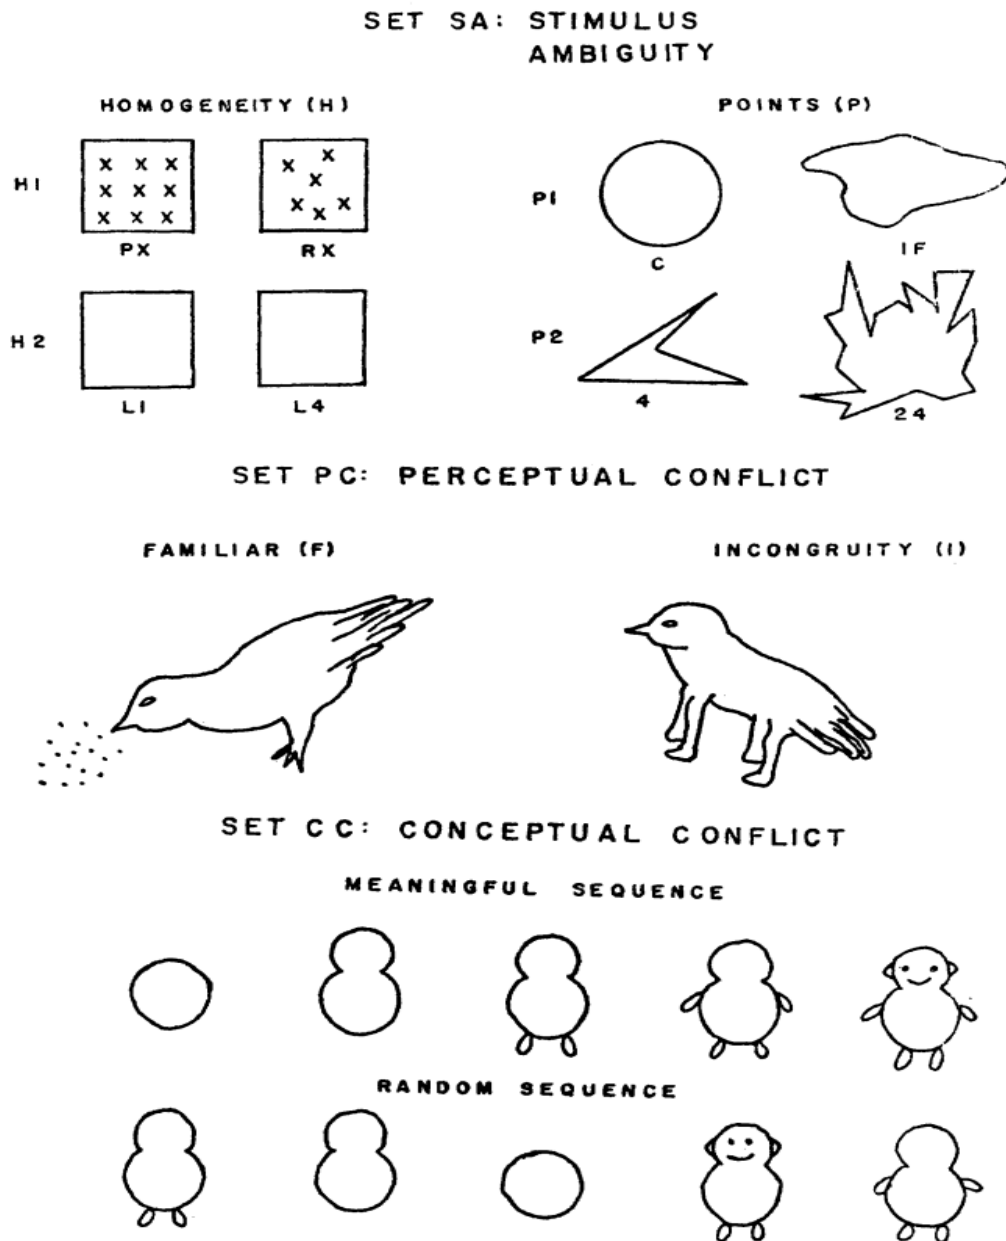 SET SA: STIMULUS
AMBIGUITY
HOMOGENEITY (H)
POINTS (P)
H1
X X X
X X X
X X X
X X X X X X
PX
RX
P1
C
IF
H2
L1
L4
P2
4
24
SET PC: PERCEPTUAL CONFLICT
FAMILIAR (F)
INCONGRUITY (I)
SET CC: CONCEPTUAL CONFLICT
MEANINGFUL SEQUENCE
RANDOM SEQUENCE